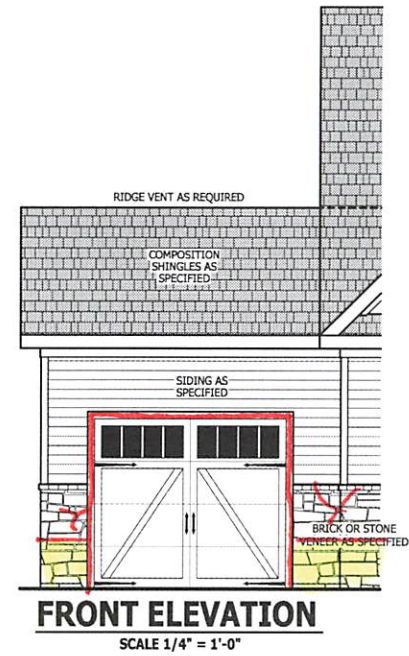 RIDGE VENT AS REQUIRED
COMPOSITION
SHINGLES AS
SPECIFIED
SIDING AS
SPECIFIED
BRICK OR STONE
VENEER AS SPECIFIED
FRONT ELEVATION
SCALE 1/4" = 1'-0"